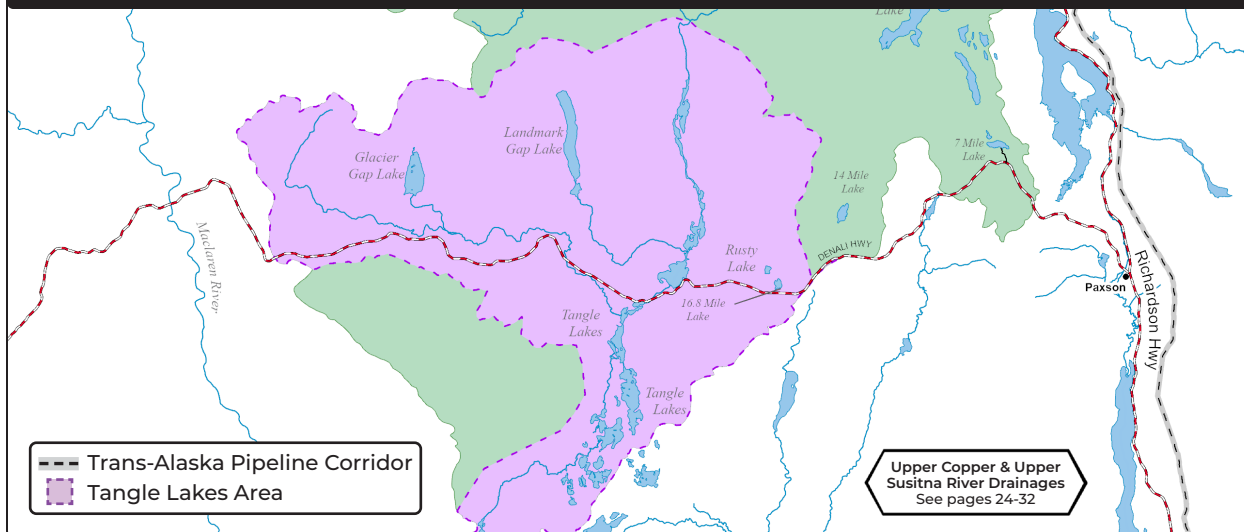 Lake
Landmark
Gap Lake
Glacier
Gap Lake
7 Mile
Lake
14 Mile
Lake
Maclaren River
DENALI HWY
Rusty
Lake
16.8 Mile
Lake
Paxson
Richardson Hwy
Tangle
Lakes
Tangle
Lakes
Trans-Alaska Pipeline Corridor
Tangle Lakes Area
Upper Copper & Upper
Susitna River Drainages
See pages 24-32